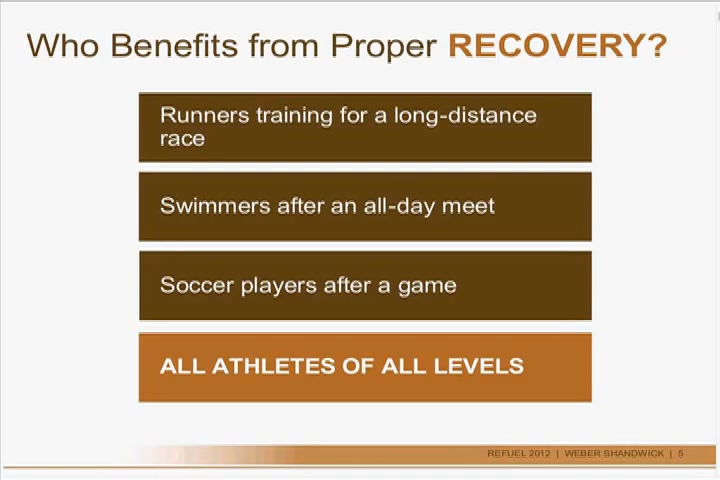 Who Benefits from Proper RECOVERY?
Runners training for a long-distance
race
Swimmers after an all-day meet
Soccer players after a game
ALL ATHLETES OF ALL LEVELS
REFUEL 2012 | WEBER SHANDWICK | 5